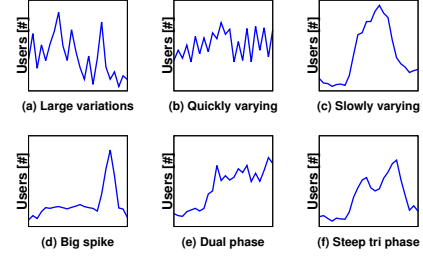 Users [#]
Users [#]
Users [#]
(a) Large variations
(b) Quickly varying
(c) Slowly varying
Users [#]
Users [#]
Users [#]
(d) Big spike
(e) Dual phase
(f) Steep tri phase